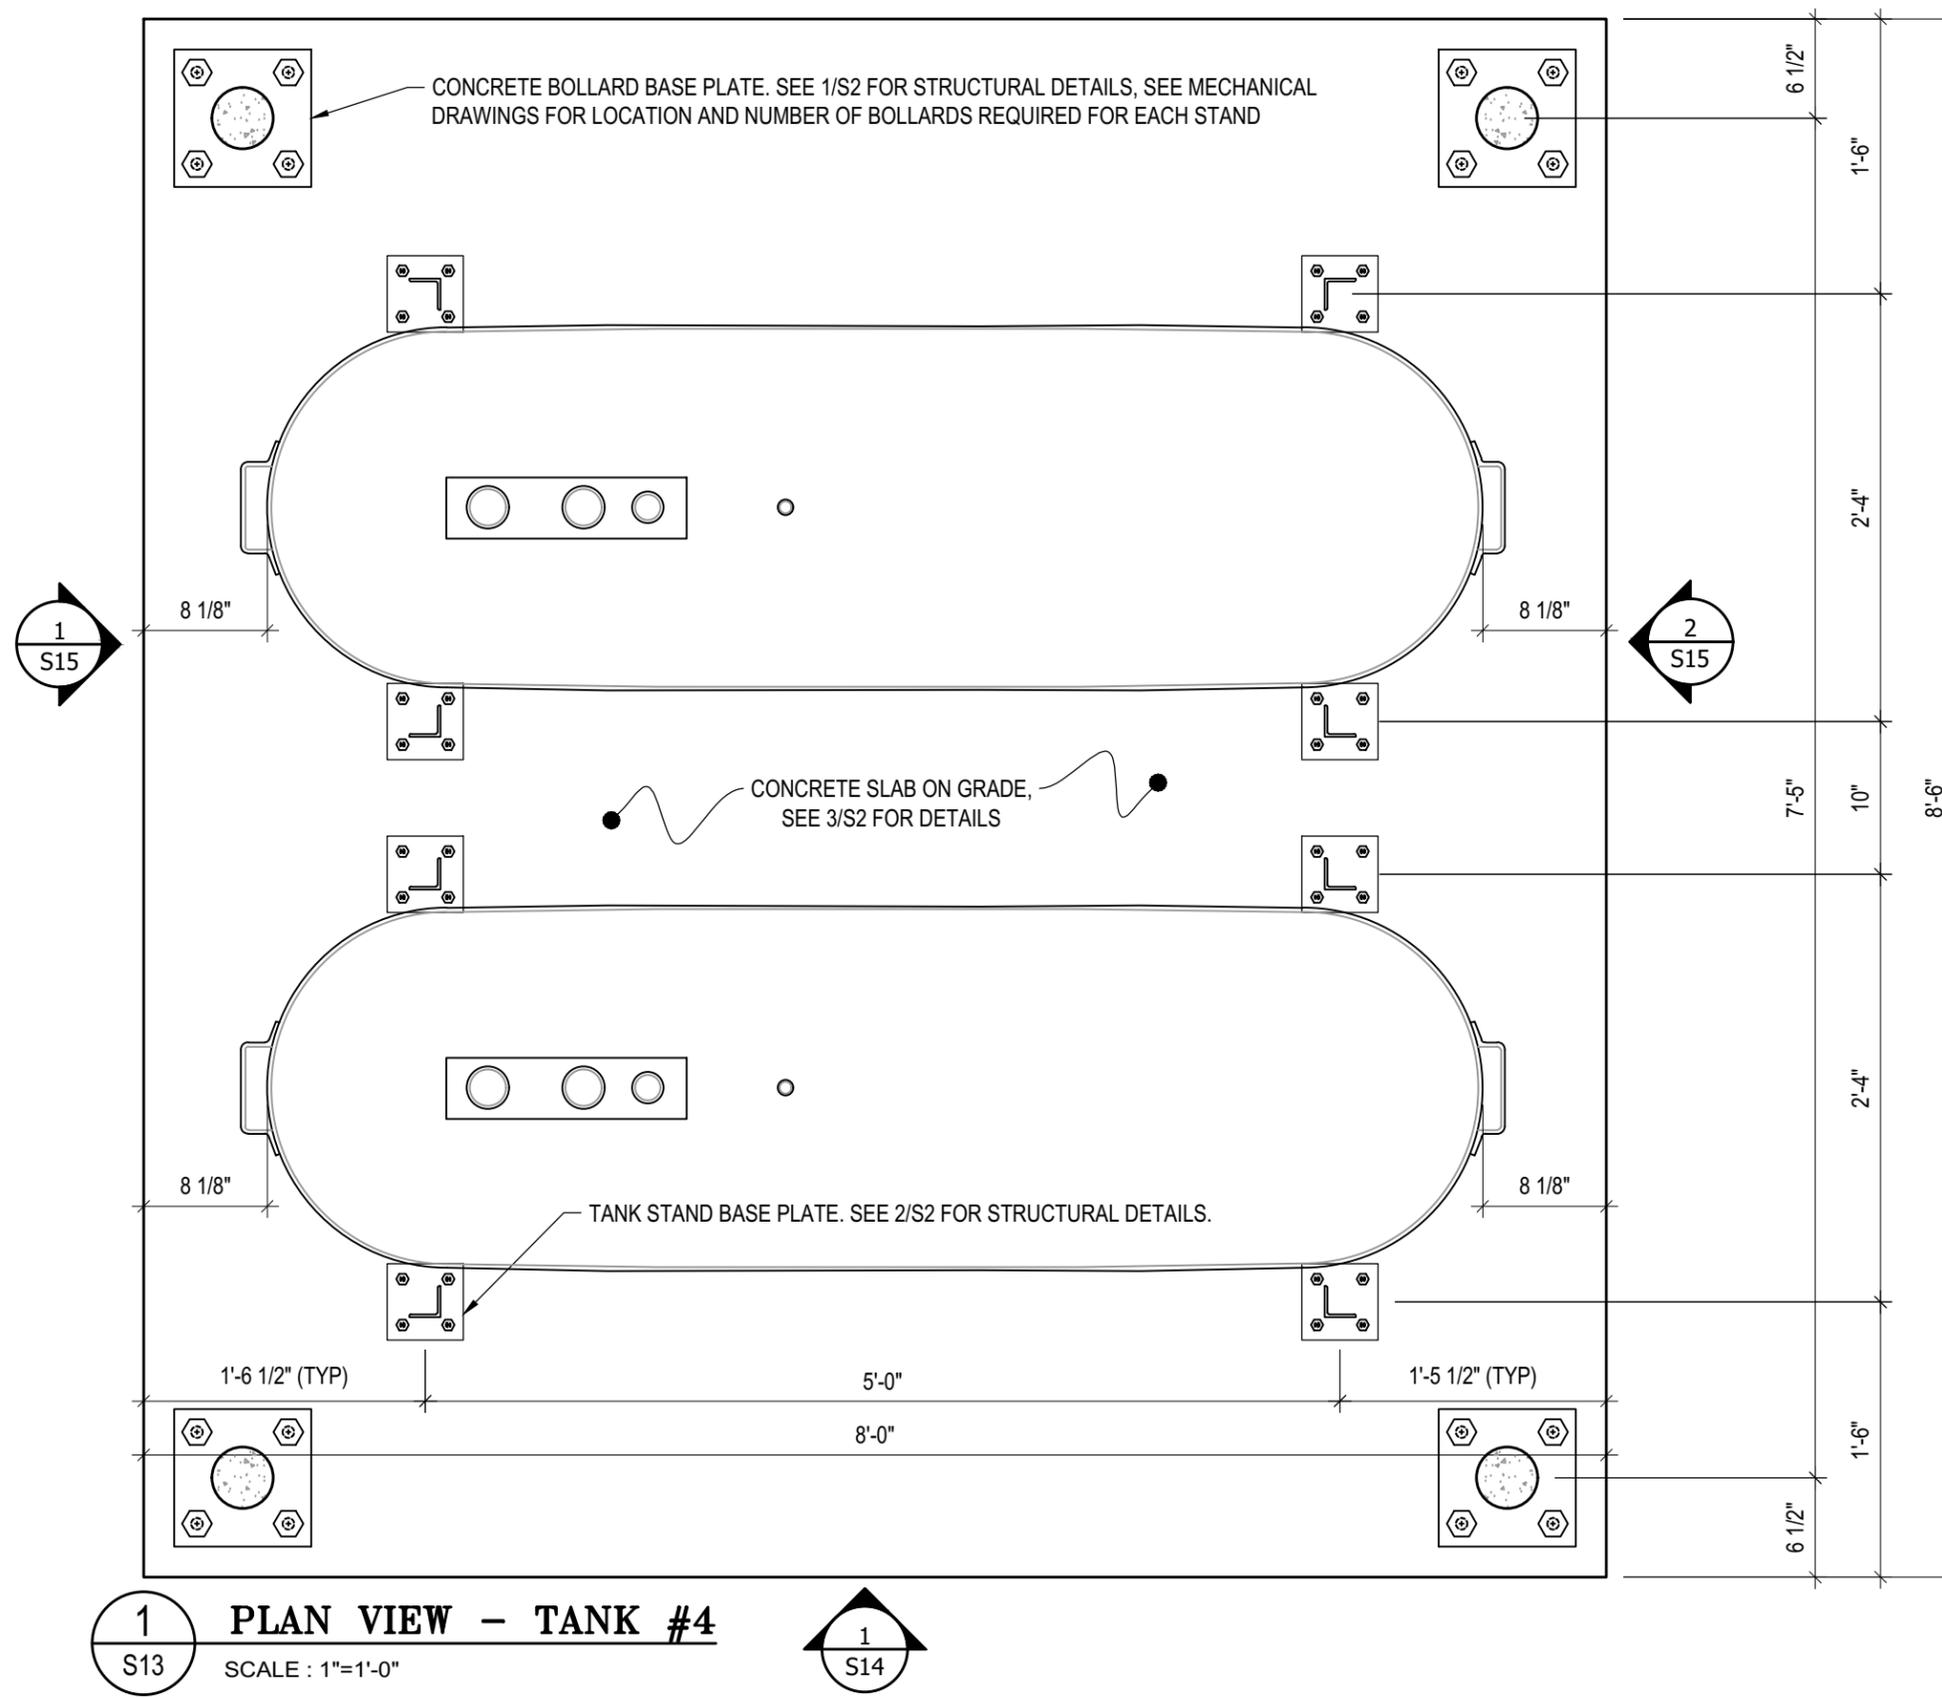 CONCRETE BOLLARD BASE PLATE. SEE 1/S2 FOR STRUCTURAL DETAILS, SEE MECHANICAL
DRAWINGS FOR LOCATION AND NUMBER OF BOLLARDS REQUIRED FOR EACH STAND
6 1/2"
1'-6"
2'-4"
8 1/8"
8 1/8"
1
S15
2
S15
CONCRETE SLAB ON GRADE,
SEE 3/S2 FOR DETAILS
7'-5"
10"
8'-6"
2'-4"
8 1/8"
8 1/8"
TANK STAND BASE PLATE. SEE 2/S2 FOR STRUCTURAL DETAILS.
1'-6 1/2" (TYP)
5'-0"
1'-5 1/2" (TYP)
8'-0"
1'-6"
6 1/2"
1
S13
PLAN VIEW - TANK #4
SCALE : 1"=1'-0"
1
S14